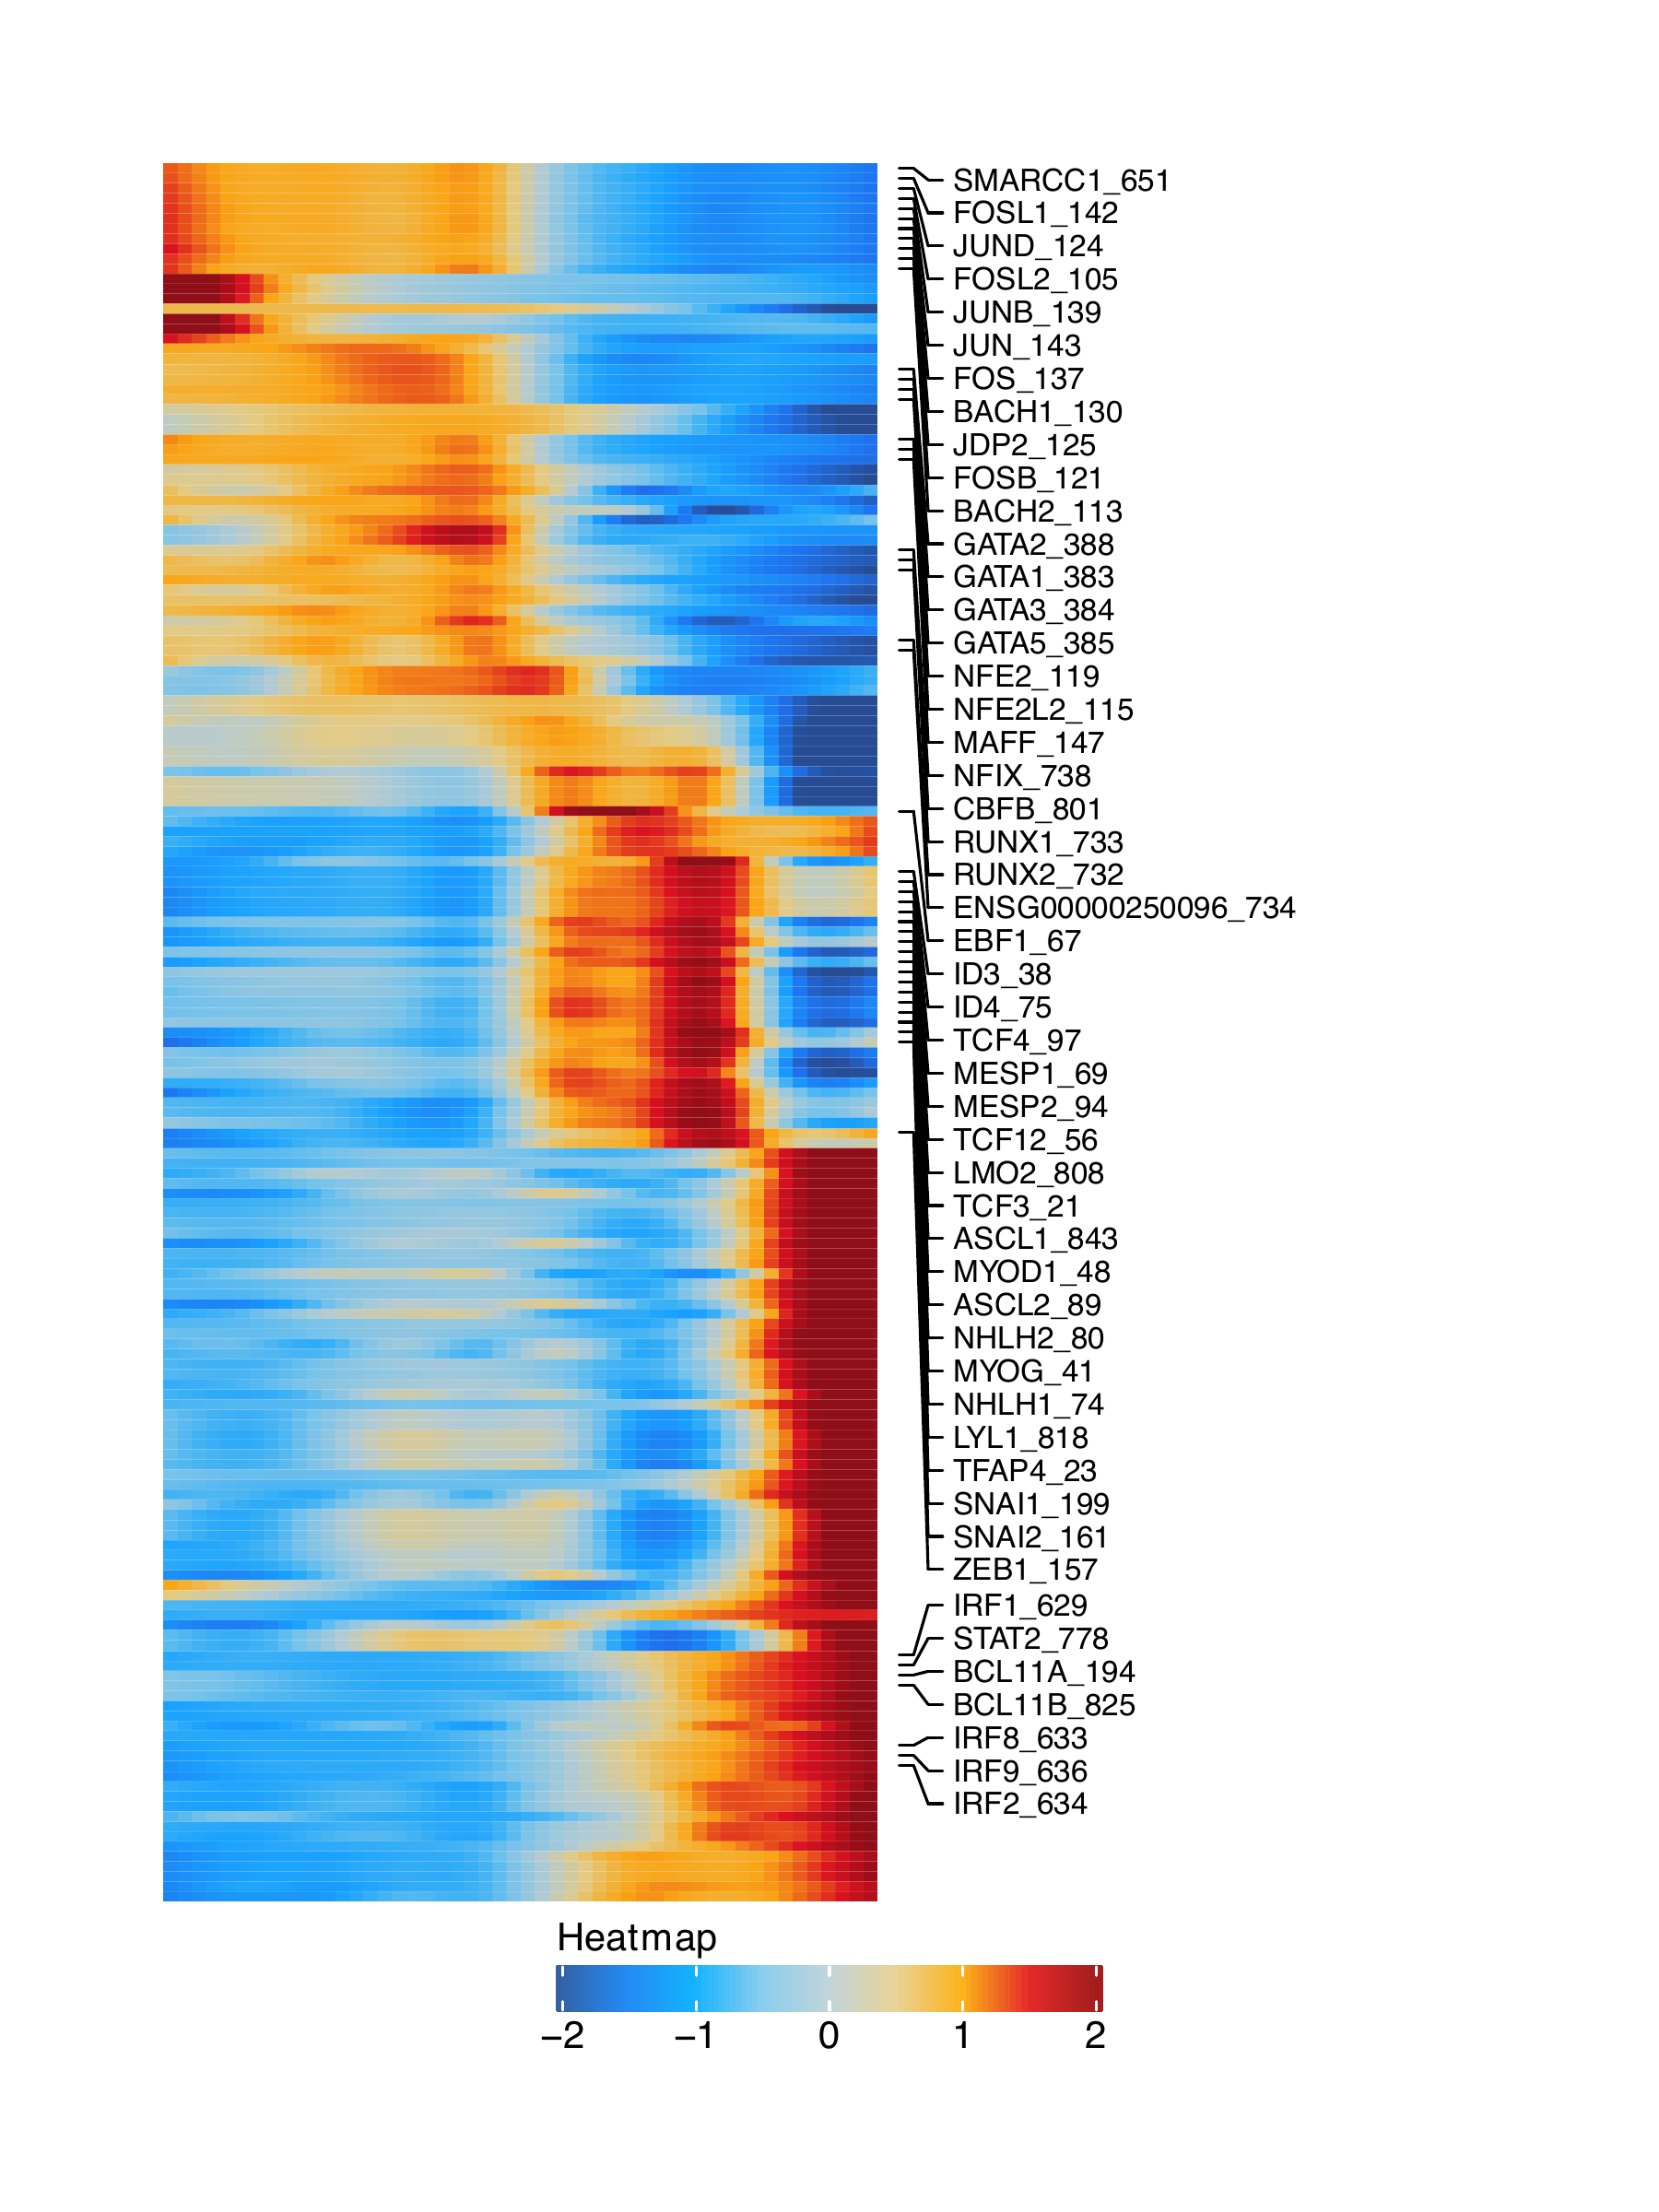 SMARCC1_651
FOSL1_142
JUND_124
FOSL2_105
JUNB_139
JUN_143
FOS_137
BACH1_130
JDP2_125
FOSB_121
BACH2_113
GATA2_388
GATA1_383
GATA3_384
GATA5_385
NFE2_119
NFE2L2_115
MAFF_147
NFIX_738
CBFB_801
RUNX1_733
RUNX2_732
ENSG00000250096_734
EBF1_67
ID3_38
ID4_75
TCF4_97
MESP1_69
MESP2_94
TCF12_56
LMO2_808
TCF3_21
ASCL1_843
MYOD1_48
ASCL2_89
NHLH2_80
MYOG_41
NHLH1_74
LYL1_818
TFAP4_23
SNAI1_199
SNAI2_161
ZEB1_157
IRF1_629
STAT2_778
BCL11A_194
BCL11B_825
IRF8_633
IRF9_636
IRF2_634
Heatmap
−2 −1 0 1 2